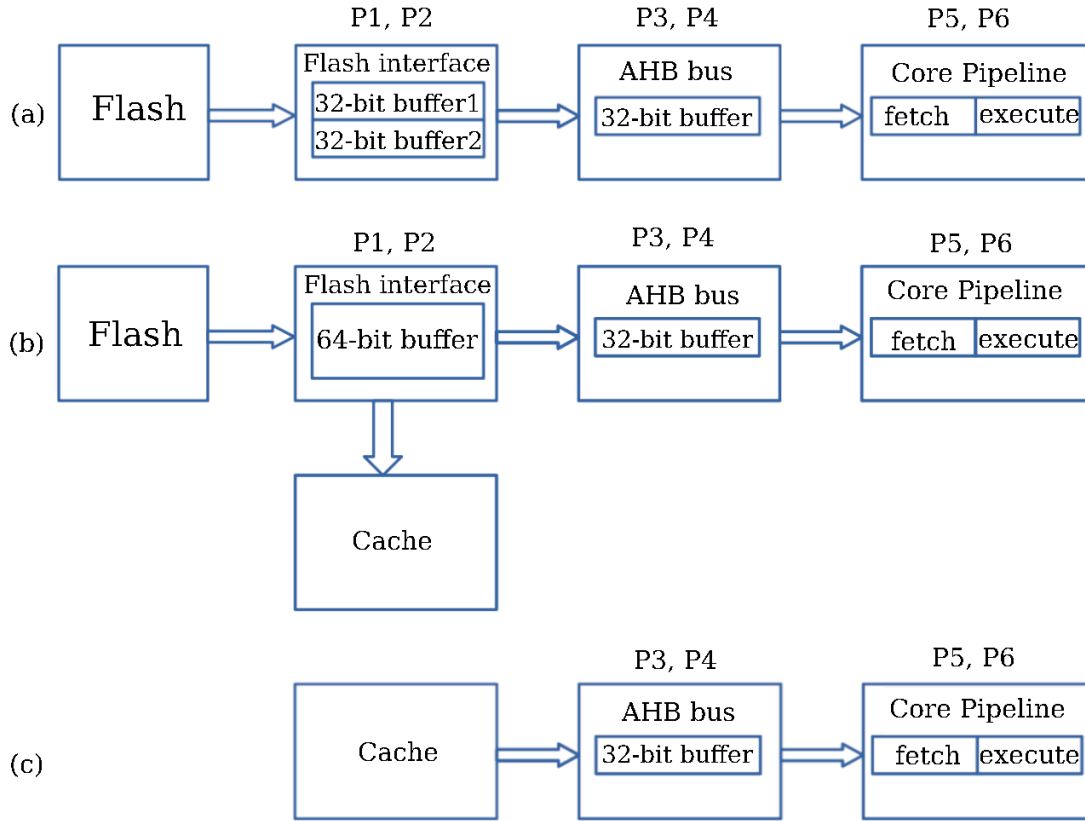 P1, P2
P3, P4
P5, P6
(a)
Flash
Flash interface
32-bit buffer1
32-bit buffer2
AHB bus
32-bit buffer
Core Pipeline
fetch
execute
P1, P2
P3, P4
P5, P6
(b)
Flash
Flash interface
64-bit buffer
AHB bus
32-bit buffer
Core Pipeline
fetch
execute
Cache
P3, P4
P5, P6
(c)
Cache
AHB bus
32-bit buffer
Core Pipeline
fetch
execute